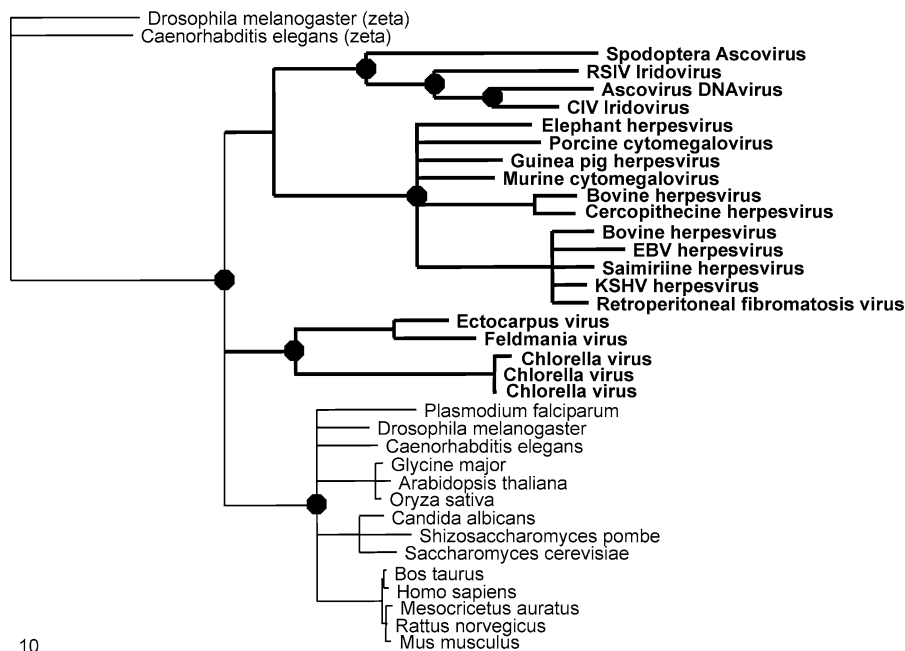 Drosophila melanogaster (zeta)
Caenorhabditis elegans (zeta)
Spodoptera Ascovirus
RSIV Iridovirus
Ascovirus DNAvirus
CIV Iridovirus
Elephant herpesvirus
Porcine cytomegalovirus
Guinea pig herpesvirus
Murine cytomegalovirus
Bovine herpesvirus
Cercopithecine herpesvirus
Bovine herpesvirus
EBV herpesvirus
Saimiriine herpesvirus
KSHV herpesvirus
Retroperitoneal fibromatosis virus
Ectocarpus virus
Feldmania virus
Chlorella virus
Chlorella virus
Chlorella virus
Plasmodium falciparum
Drosophila melanogaster
Caenorhabditis elegans
Glycine major
Arabidopsis thaliana
Oryza sativa
Candida albicans
Shizosaccharomyces pombe
Saccharomyces cerevisiae
Bos taurus
Homo sapiens
Mesocricetus auratus
Rattus norvegicus
Mus musculus
10